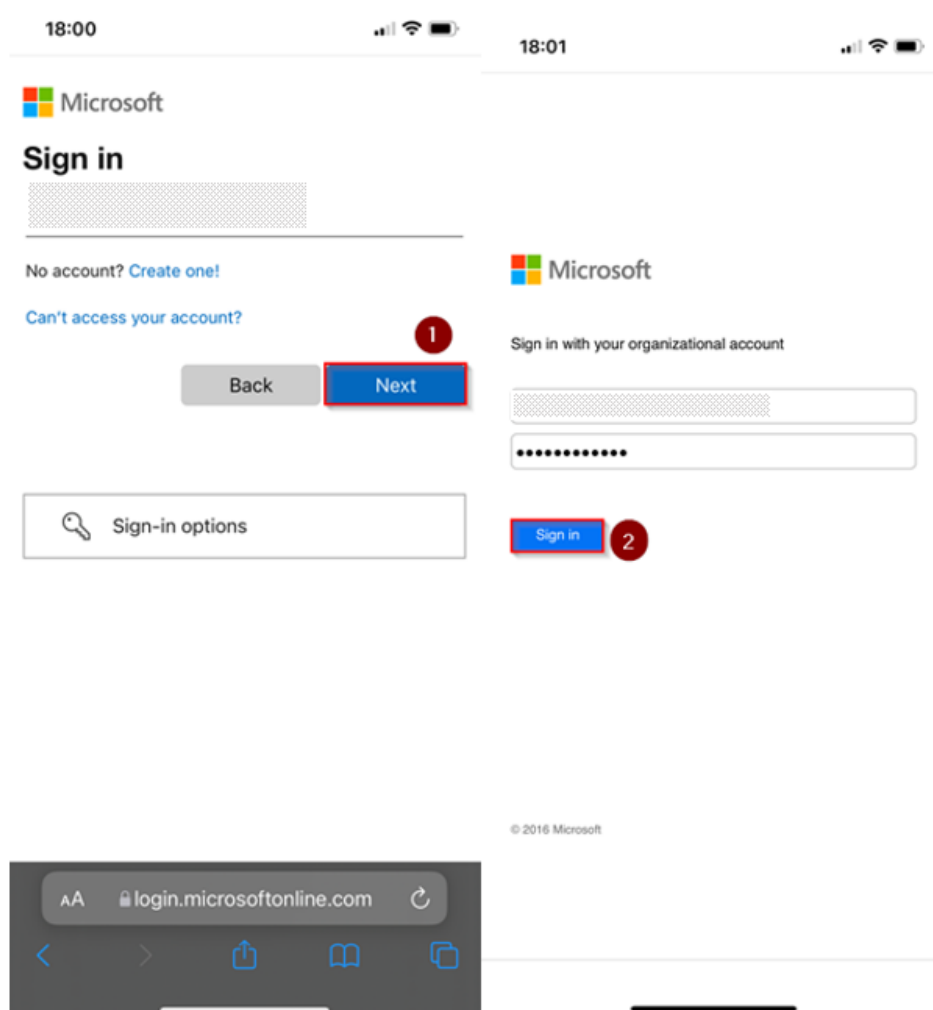 18:00
Microsoft
Sign in
No account? Create one!
Can't access your account?
1
Back
Next
Sign-in options
AA
login.microsoftonline.com
18:01
Microsoft
Sign in with your organizational account
••••••••••••
Sign in
2
© 2016 Microsoft